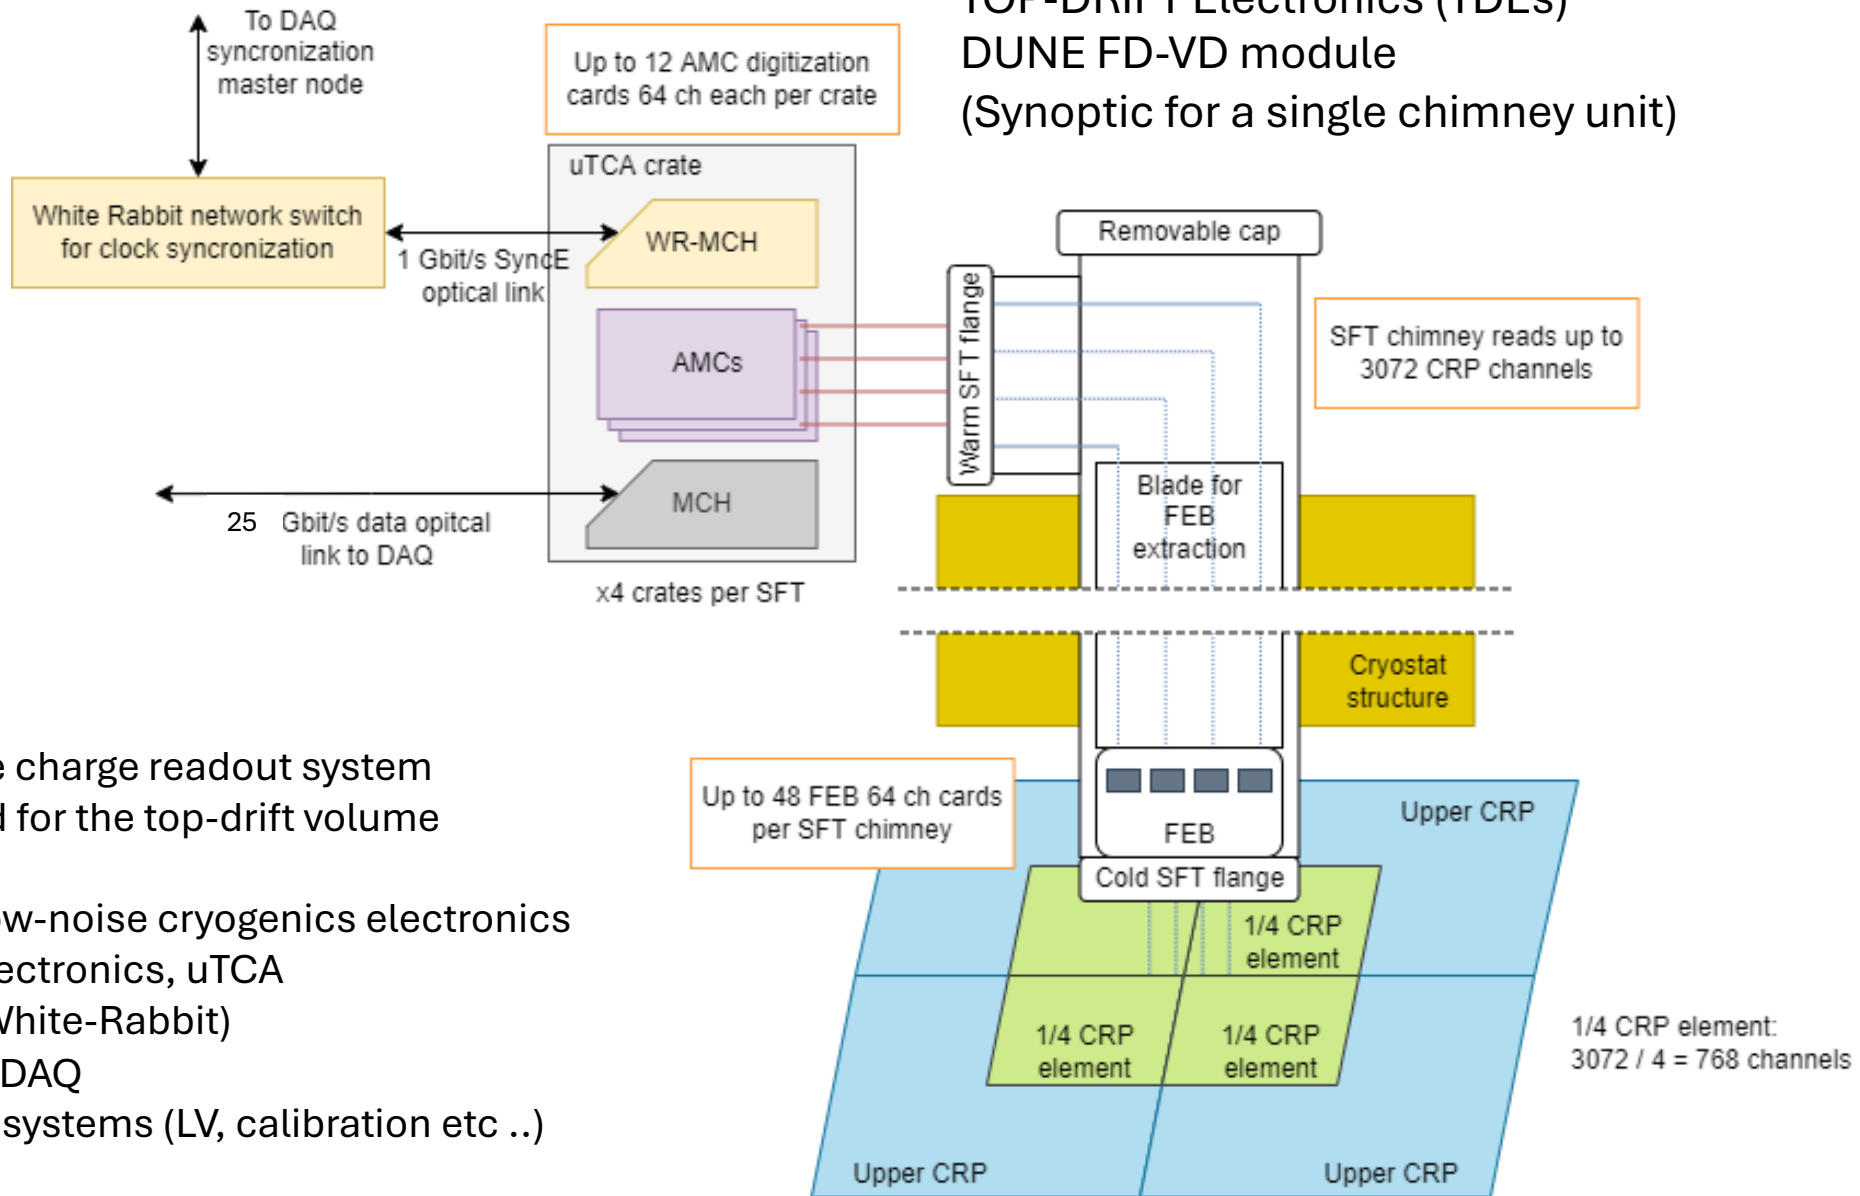 TOP-DRIFT Electronics (TDEs)
DUNE FD-VD module
(Synoptic for a single chimney unit)
To DAQ
syncronization
master node
Up to 12 AMC digitization
cards 64 ch each per crate
uTCA crate
White Rabbit network switch
for clock syncronization
1 Gbit/s SyncE
optical link
WR-MCH
AMCs
MCH
25 Gbit/s data opitcal
link to DAQ
x4 crates per SFT
Removable cap
Warm SFT flange
SFT chimney reads up to
3072 CRP channels
Blade for
FEB
extraction
Cryostat
structure
Up to 48 FEB 64 ch cards
per SFT chimney
FEB
Cold SFT flange
Upper CRP
1/4 CRP
element
1/4 CRP
element
1/4 CRP
element
Upper CRP
Upper CRP
1/4 CRP element:
3072 / 4 = 768 channels
charge readout system
for the top-drift volume
ow-noise cryogenics electronics
ectronics, uTCA
White-Rabbit)
DAQ
systems (LV, calibration etc ..)